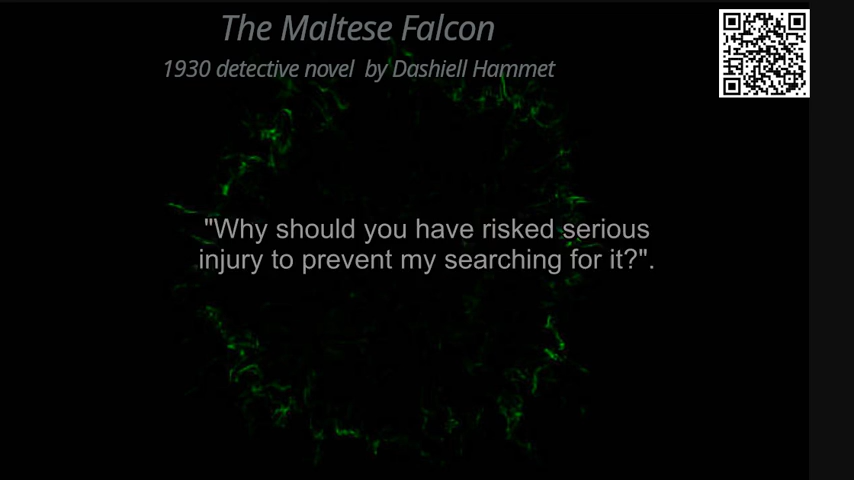 The Maltese Falcon
1930 detective novel by Dashiell Hammet
"Why should you have risked serious
injury to prevent my searching for it?".